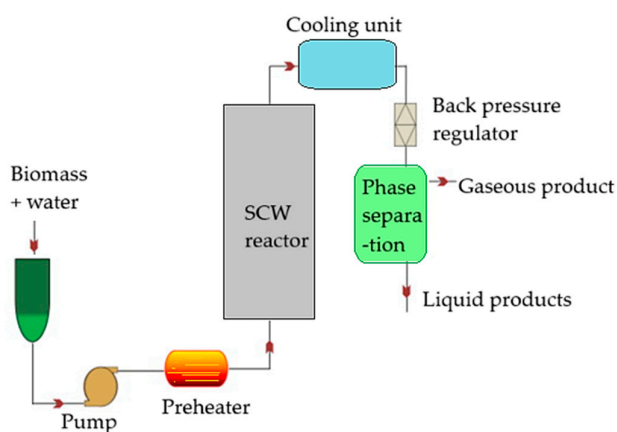 Cooling unit
Back pressure
regulator
Biomass
+ water
Phase
separa
-tion
Gaseous product
SCW
reactor
Liquid products
Preheater
Pump